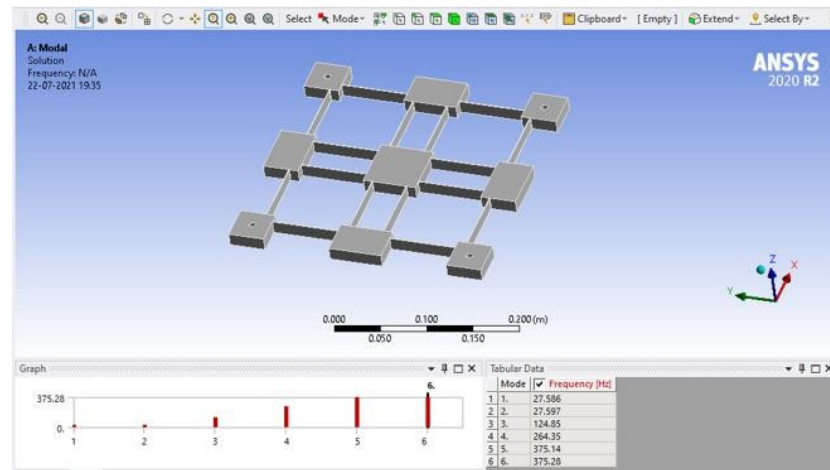 Select Mode Clipboard [Empty] Extend Select By
A: Modal
Solution
Frequency: N/A
22-07-2021 19:35
ANSYS
2020 R2
Z
X
Y
0.000 0.100 0.200 (m)
0.050 0.150
Graph
6.
375.28
0.
1 2 3 4 5 6
Tabular Data
Mode Frequency [Hz]
1 1. 27.586
2 2. 27.597
3 3. 124.85
4 4. 264.35
5 5. 375.14
6 6. 375.28